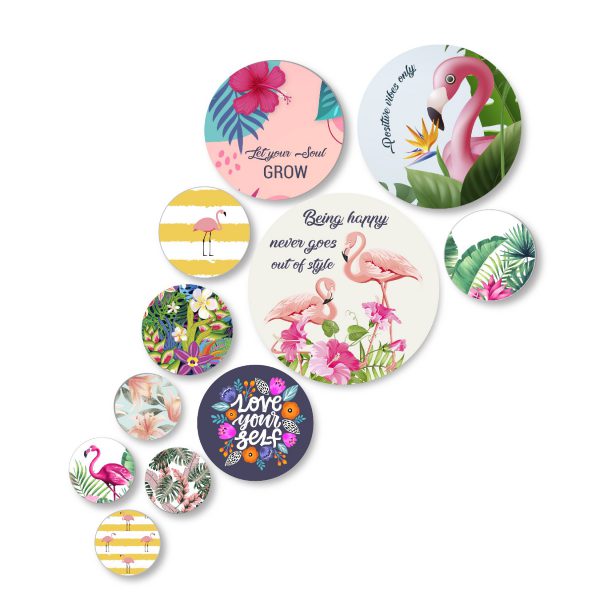 Positive vibes only
Let your Soul
GROW
Being happy
never goes
out of style
Love
your
self